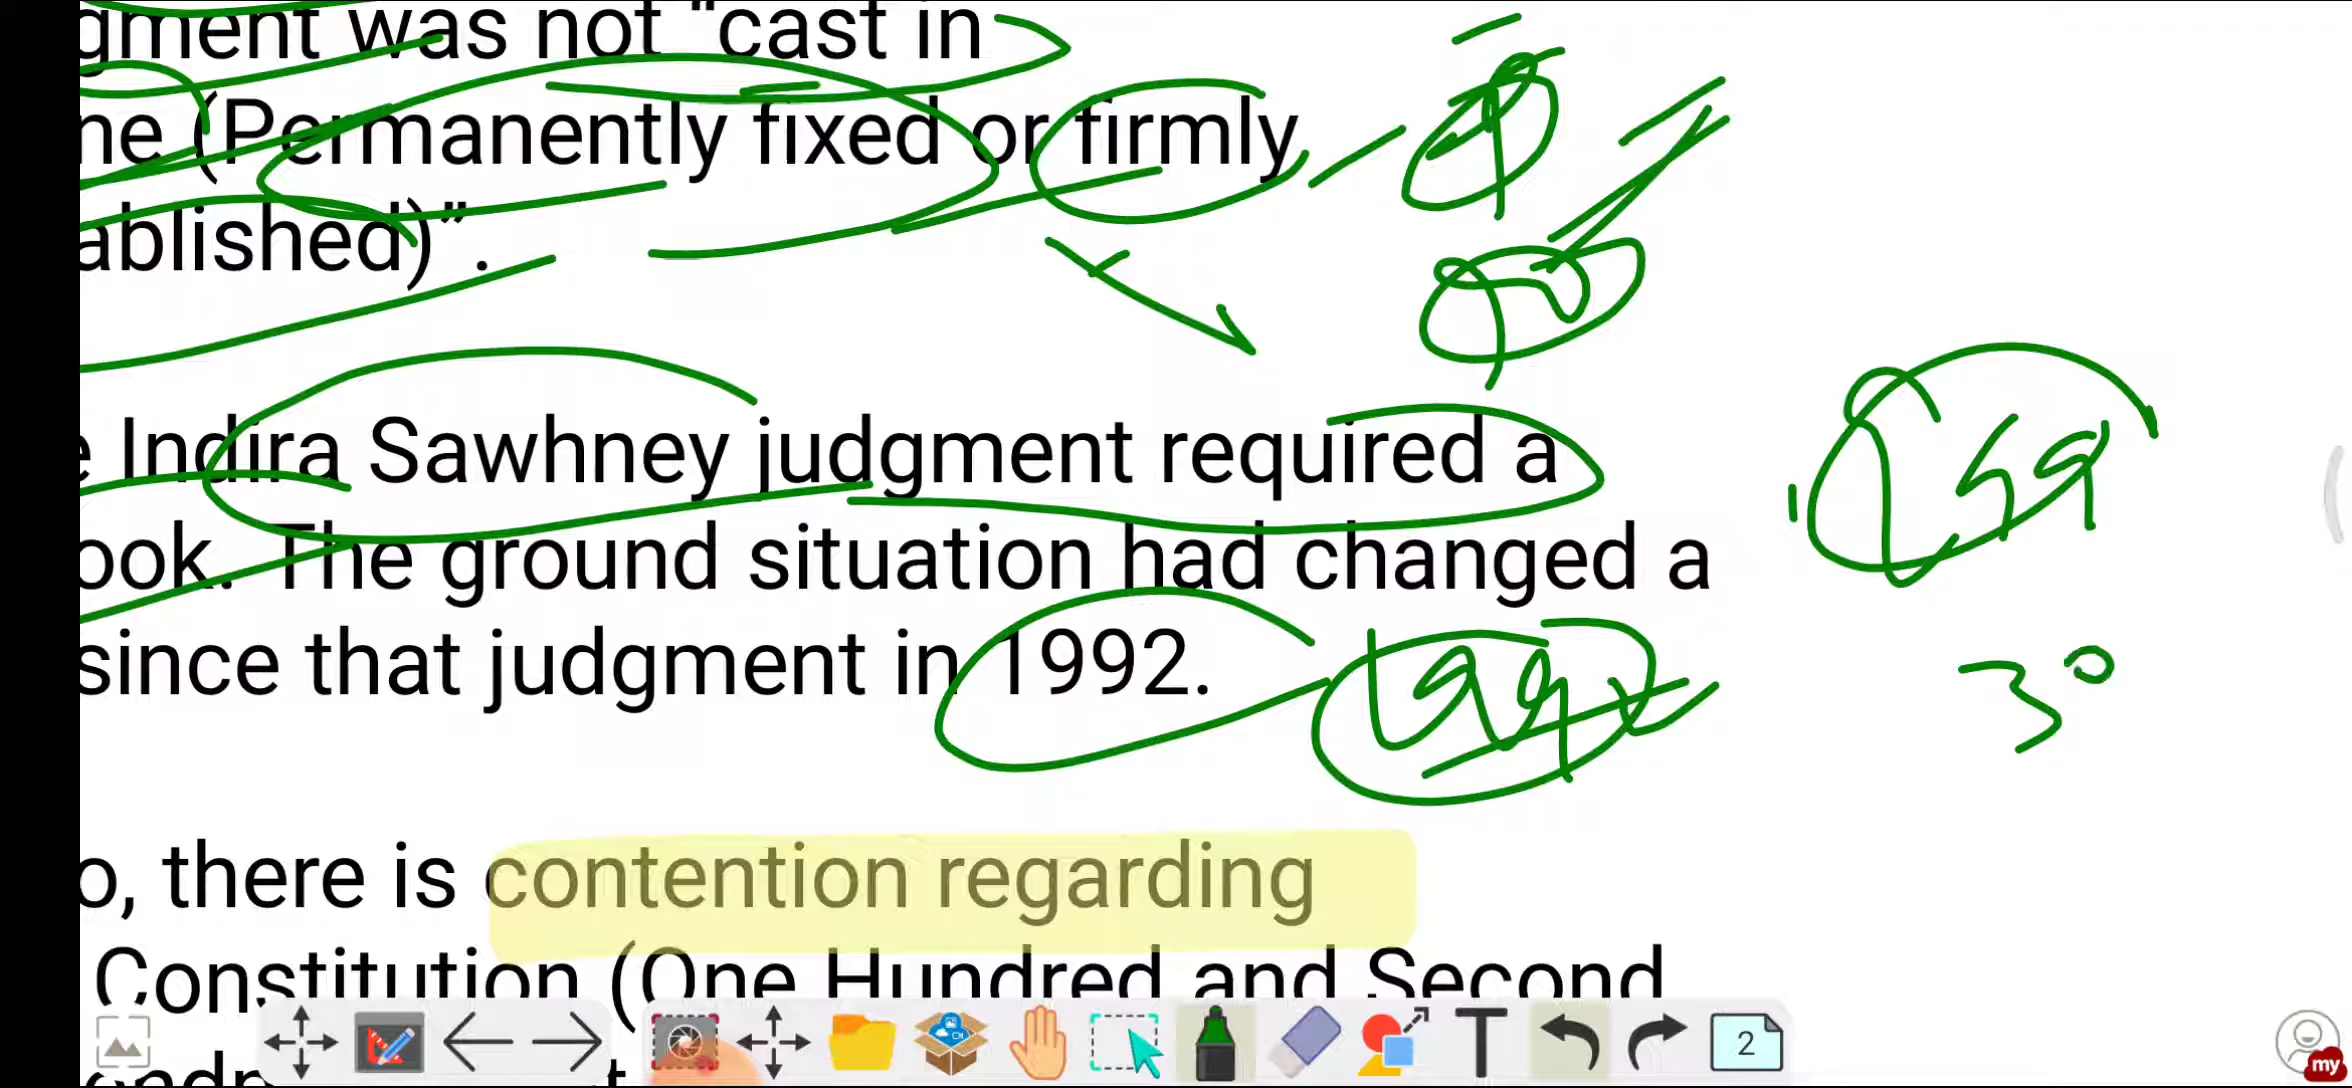 gment was not “cast in
ne (Permanently fixed or firmly
ablished)”.
e Indira Sawhney judgment required a
ook. The ground situation had changed a
since that judgment in 1992.
1992
30
o, there is contention regarding
Constitution (One Hundred and Second
T
2
my